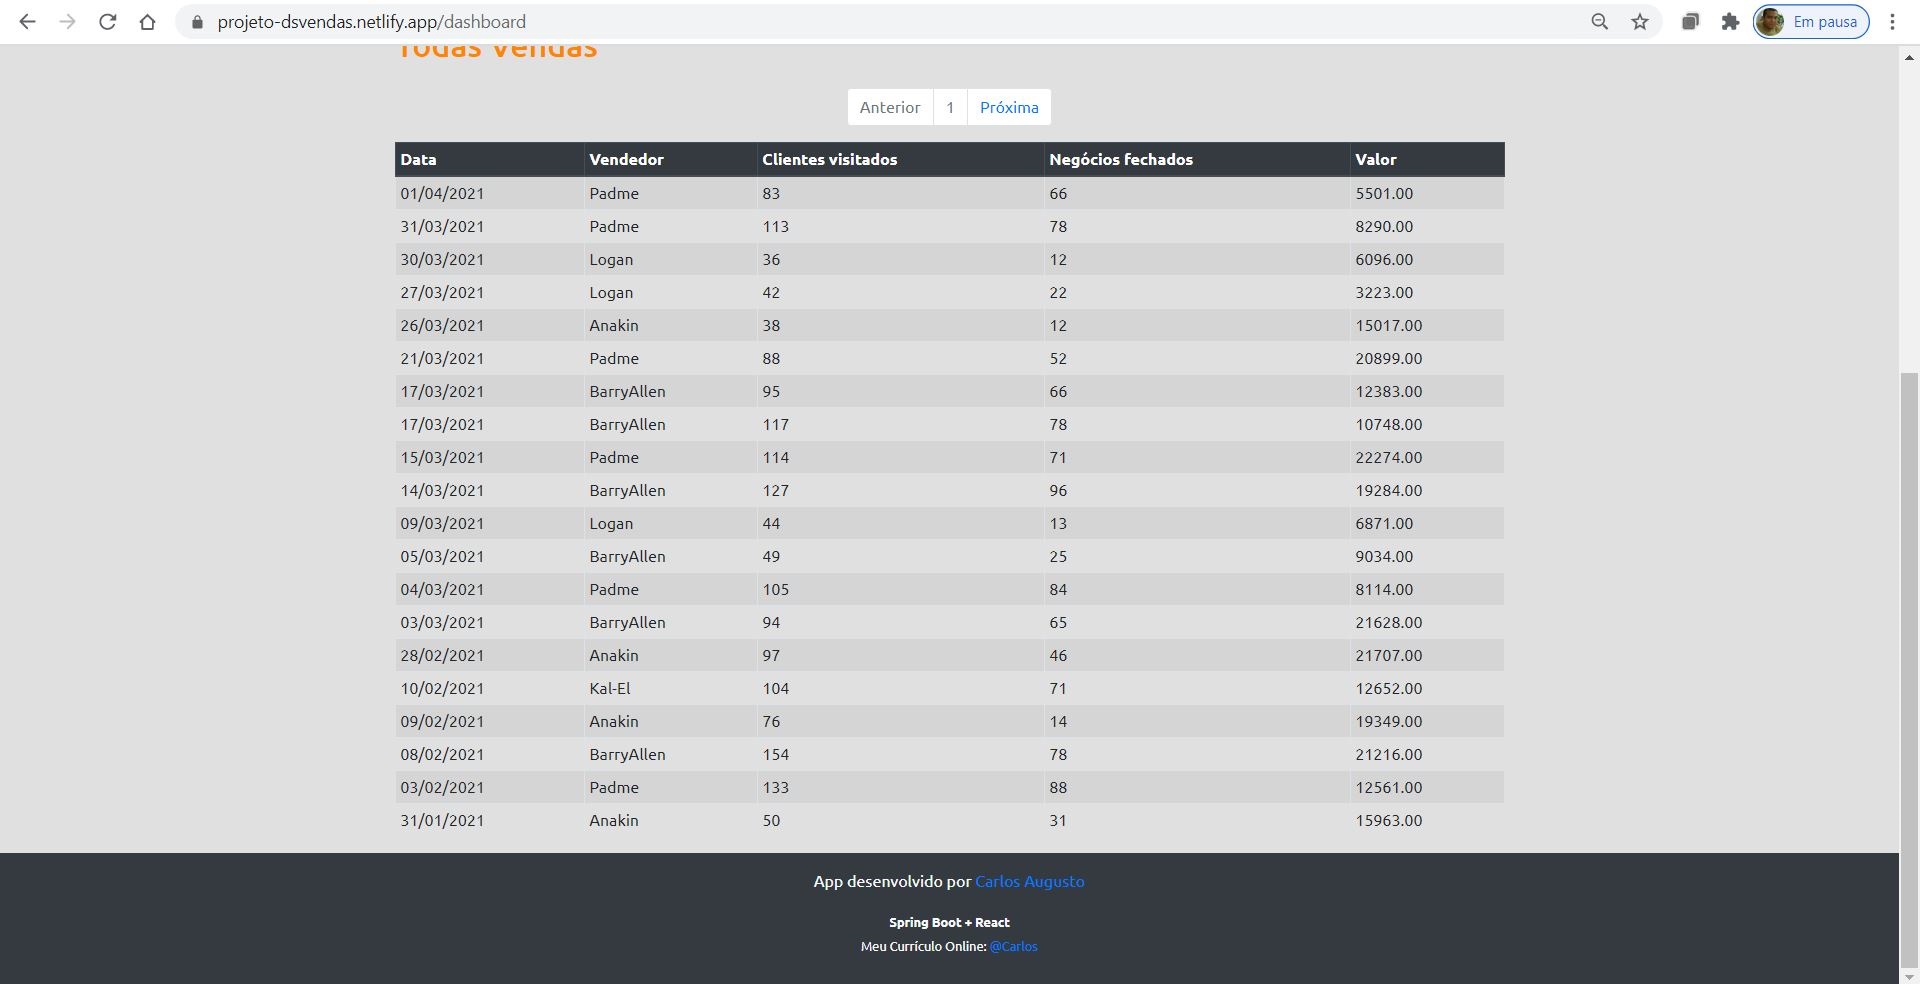 projeto-dsvendas.netlify.app/dashboard
Em pausa
Todas Vendas
Anterior 1 Próxima
Data Vendedor Clientes visitados Negócios fechados Valor
01/04/2021 Padme 83 66 5501.00
31/03/2021 Padme 113 78 8290.00
30/03/2021 Logan 36 12 6096.00
27/03/2021 Logan 42 22 3223.00
26/03/2021 Anakin 38 12 15017.00
21/03/2021 Padme 88 52 20899.00
17/03/2021 BarryAllen 95 66 12383.00
17/03/2021 BarryAllen 117 78 10748.00
15/03/2021 Padme 114 71 22274.00
14/03/2021 BarryAllen 127 96 19284.00
09/03/2021 Logan 44 13 6871.00
05/03/2021 BarryAllen 49 25 9034.00
04/03/2021 Padme 105 84 8114.00
03/03/2021 BarryAllen 94 65 21628.00
28/02/2021 Anakin 97 46 21707.00
10/02/2021 Kal-El 104 71 12652.00
09/02/2021 Anakin 76 14 19349.00
08/02/2021 BarryAllen 154 78 21216.00
03/02/2021 Padme 133 88 12561.00
31/01/2021 Anakin 50 31 15963.00
App desenvolvido por Carlos Augusto
Spring Boot + React
Meu Currículo Online: @Carlos